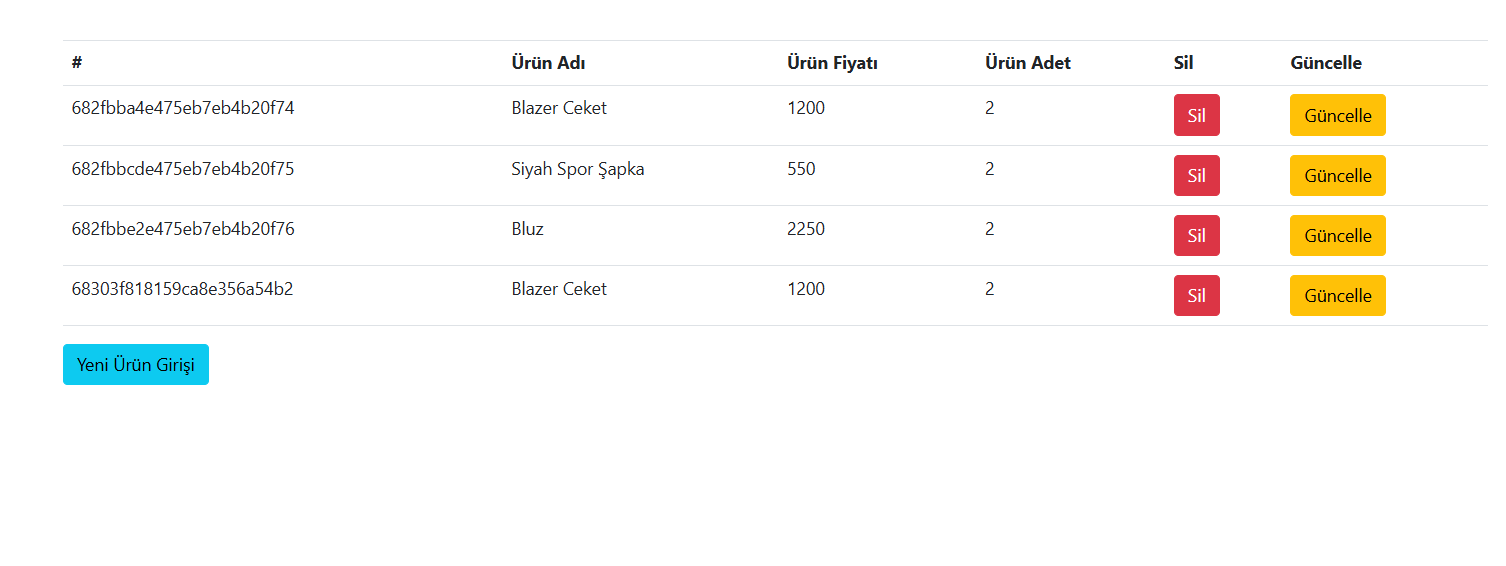 # Ürün Adı Ürün Fiyatı Ürün Adet Sil Güncelle
682fbba4e475eb7eb4b20f74 Blazer Ceket 1200 2 Sil Güncelle
682fbbcde475eb7eb4b20f75 Siyah Spor Şapka 550 2 Sil Güncelle
682fbbe2e475eb7eb4b20f76 Bluz 2250 2 Sil Güncelle
68303f818159ca8e356a54b2 Blazer Ceket 1200 2 Sil Güncelle
Yeni Ürün Girişi